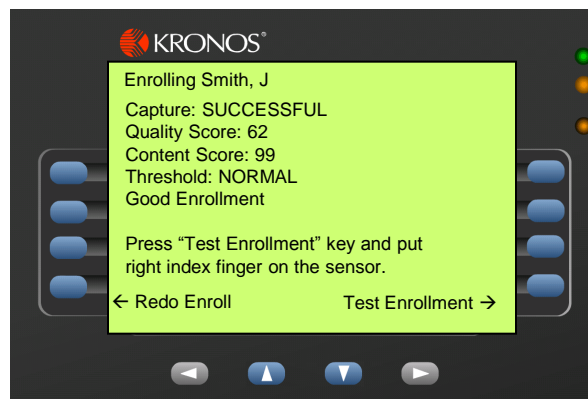 KRONOS®
Enrolling Smith, J
Capture: SUCCESSFUL
Quality Score: 62
Content Score: 99
Threshold: NORMAL
Good Enrollment
Press “Test Enrollment” key and put
right index finger on the sensor.
← Redo Enroll Test Enrollment →